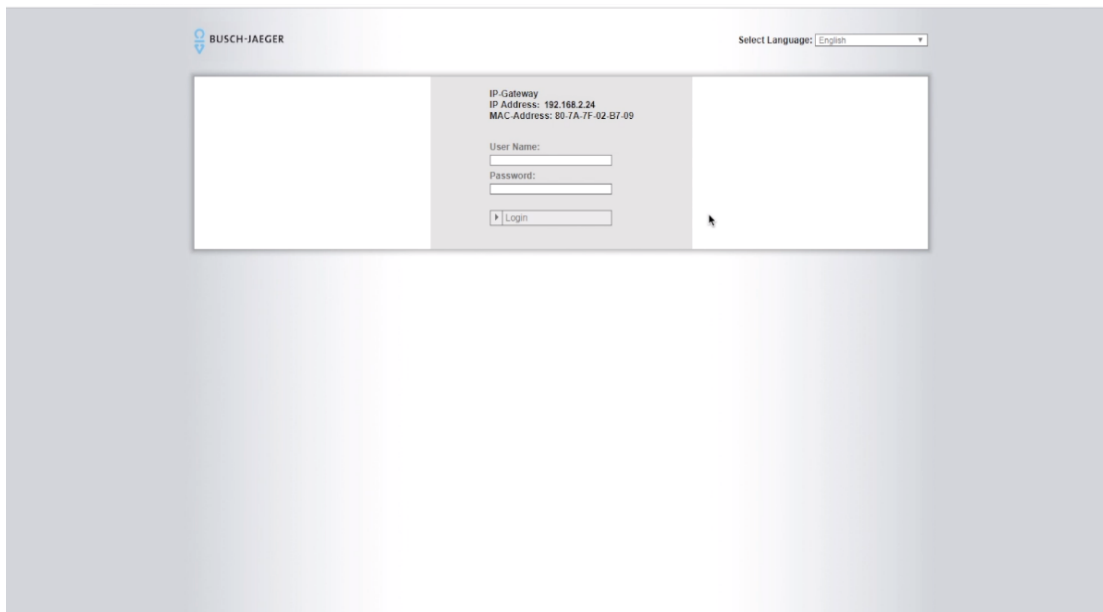 BUSCH-JAEGER
Select Language: English
IP-Gateway
IP Address: 192.168.2.24
MAC-Address: 80-7A-7F-02-B7-09
User Name:
Password:
Login